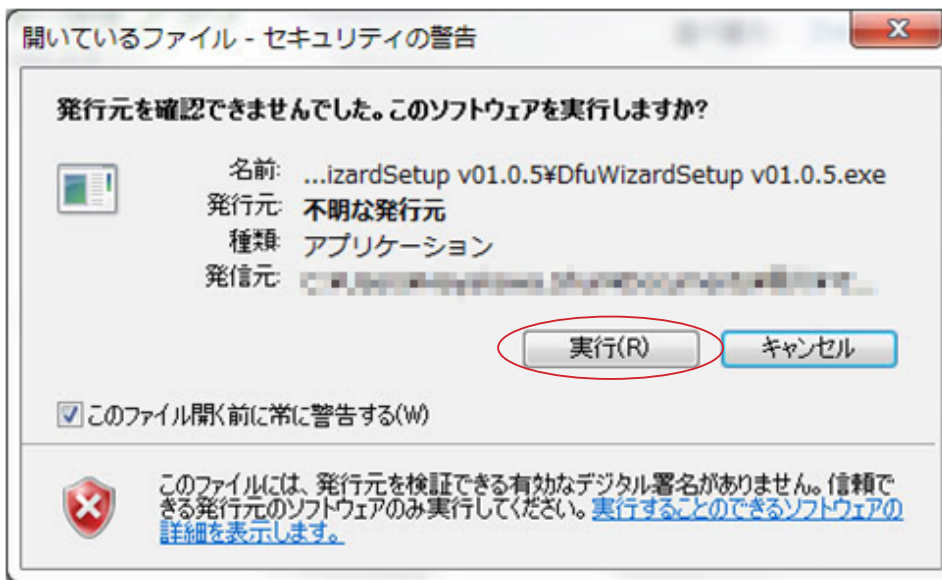 開いているファイル - セキュリティの警告
発行元を確認できませんでした。このソフトウェアを実行しますか?
名前: ...izardSetup v01.0.5¥DfuWizardSetup v01.0.5.exe
発行元: 不明な発行元
種類: アプリケーション
発信元:
実行(R) キャンセル
このファイル開く前に常に警告する(W)
このファイルには、発行元を検証できる有効なデジタル署名がありません。信頼で
きる発行元のソフトウェアのみ実行してください。実行することのできるソフトウェアの
詳細を表示します。